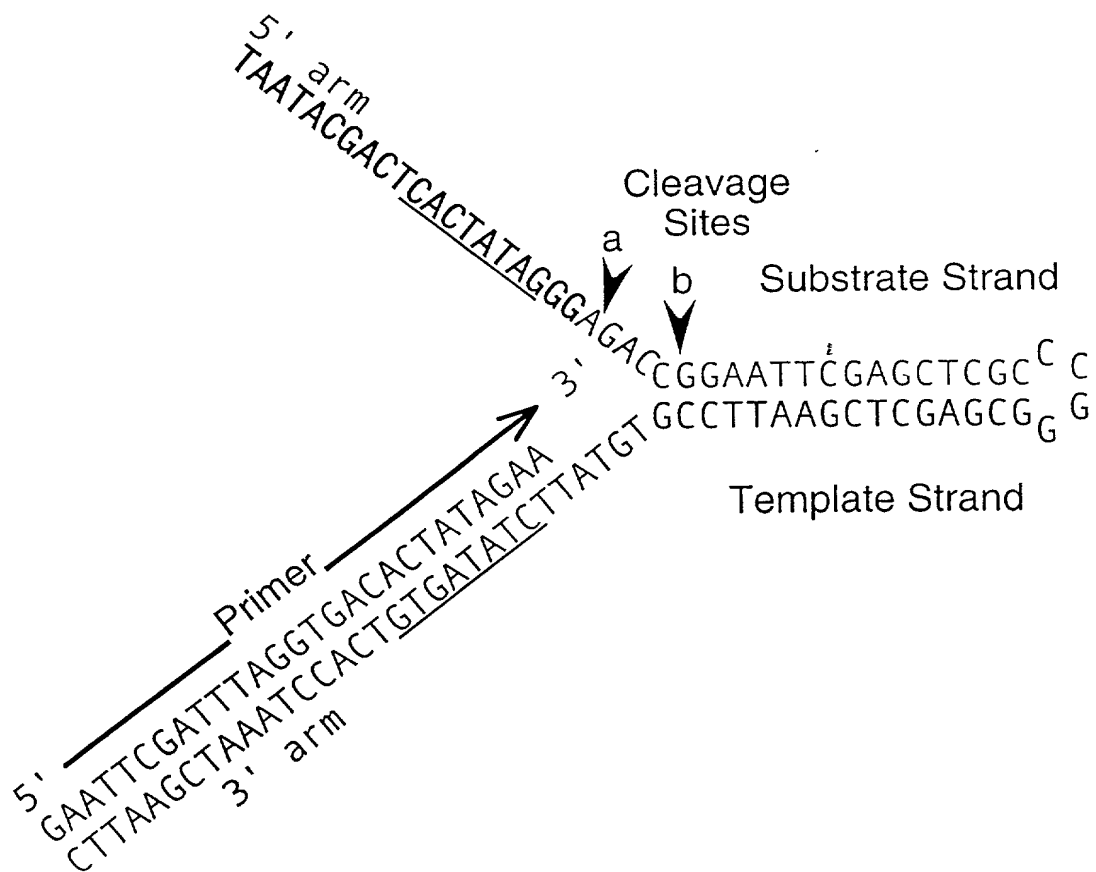 5' arm
TAATACGACTCACTATAGGGAGAC
Cleavage
Sites
a
b
Substrate Strand
CGGAATTCGAGCTCGCCC
GCCTTAAGCTCGAGCGGG
Template Strand
3'
Primer
5'
GAATTCGATTTAGGTGACACTATAGAA
CTTAAGCTAAATCCACTGTGATATCTTATGT
3' arm